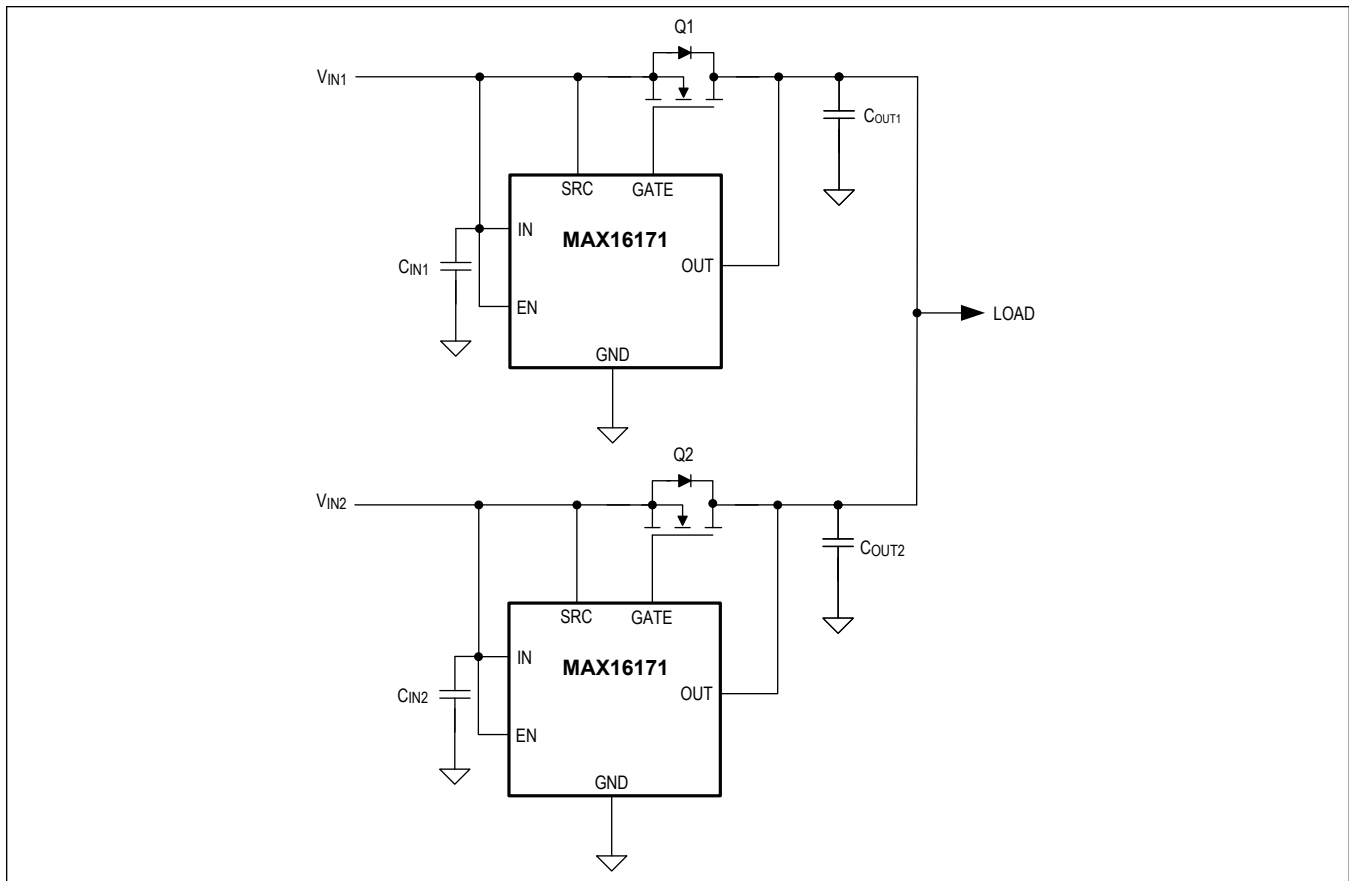 Q1
VIN1
COUT1
SRC
GATE
IN
MAX16171
OUT
CIN1
EN
LOAD
GND
Q2
VIN2
COUT2
SRC
GATE
IN
MAX16171
OUT
CIN2
EN
GND